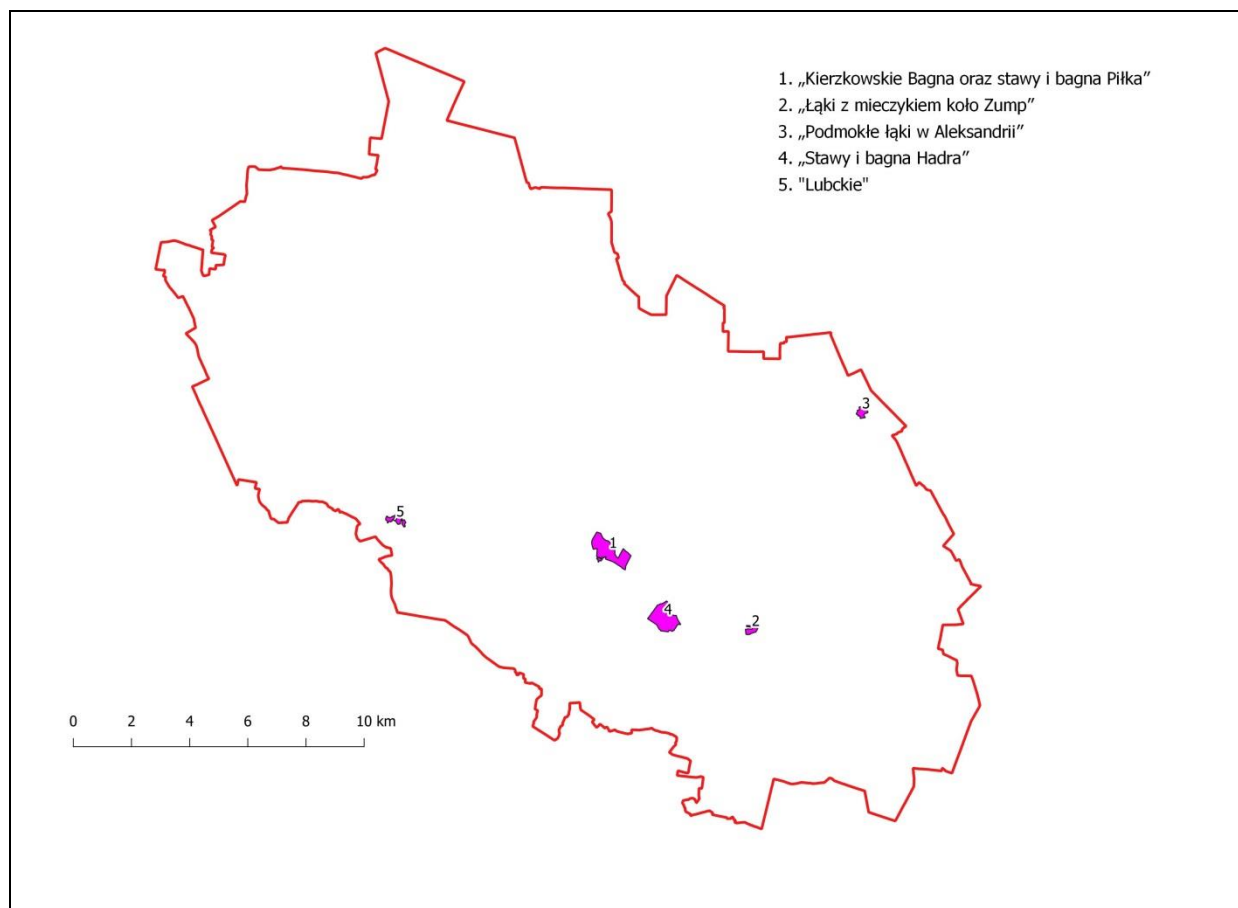 1. „Kierzkowskie Bagna oraz stawy i bagna Piłka”
2. „Łąki z mieczykiem koło Zump”
3. „Podmokłe łąki w Aleksandrii”
4. „Stawy i bagna Hadra”
5. "Lubckie"
3
5
1
4
2
0 2 4 6 8 10 km